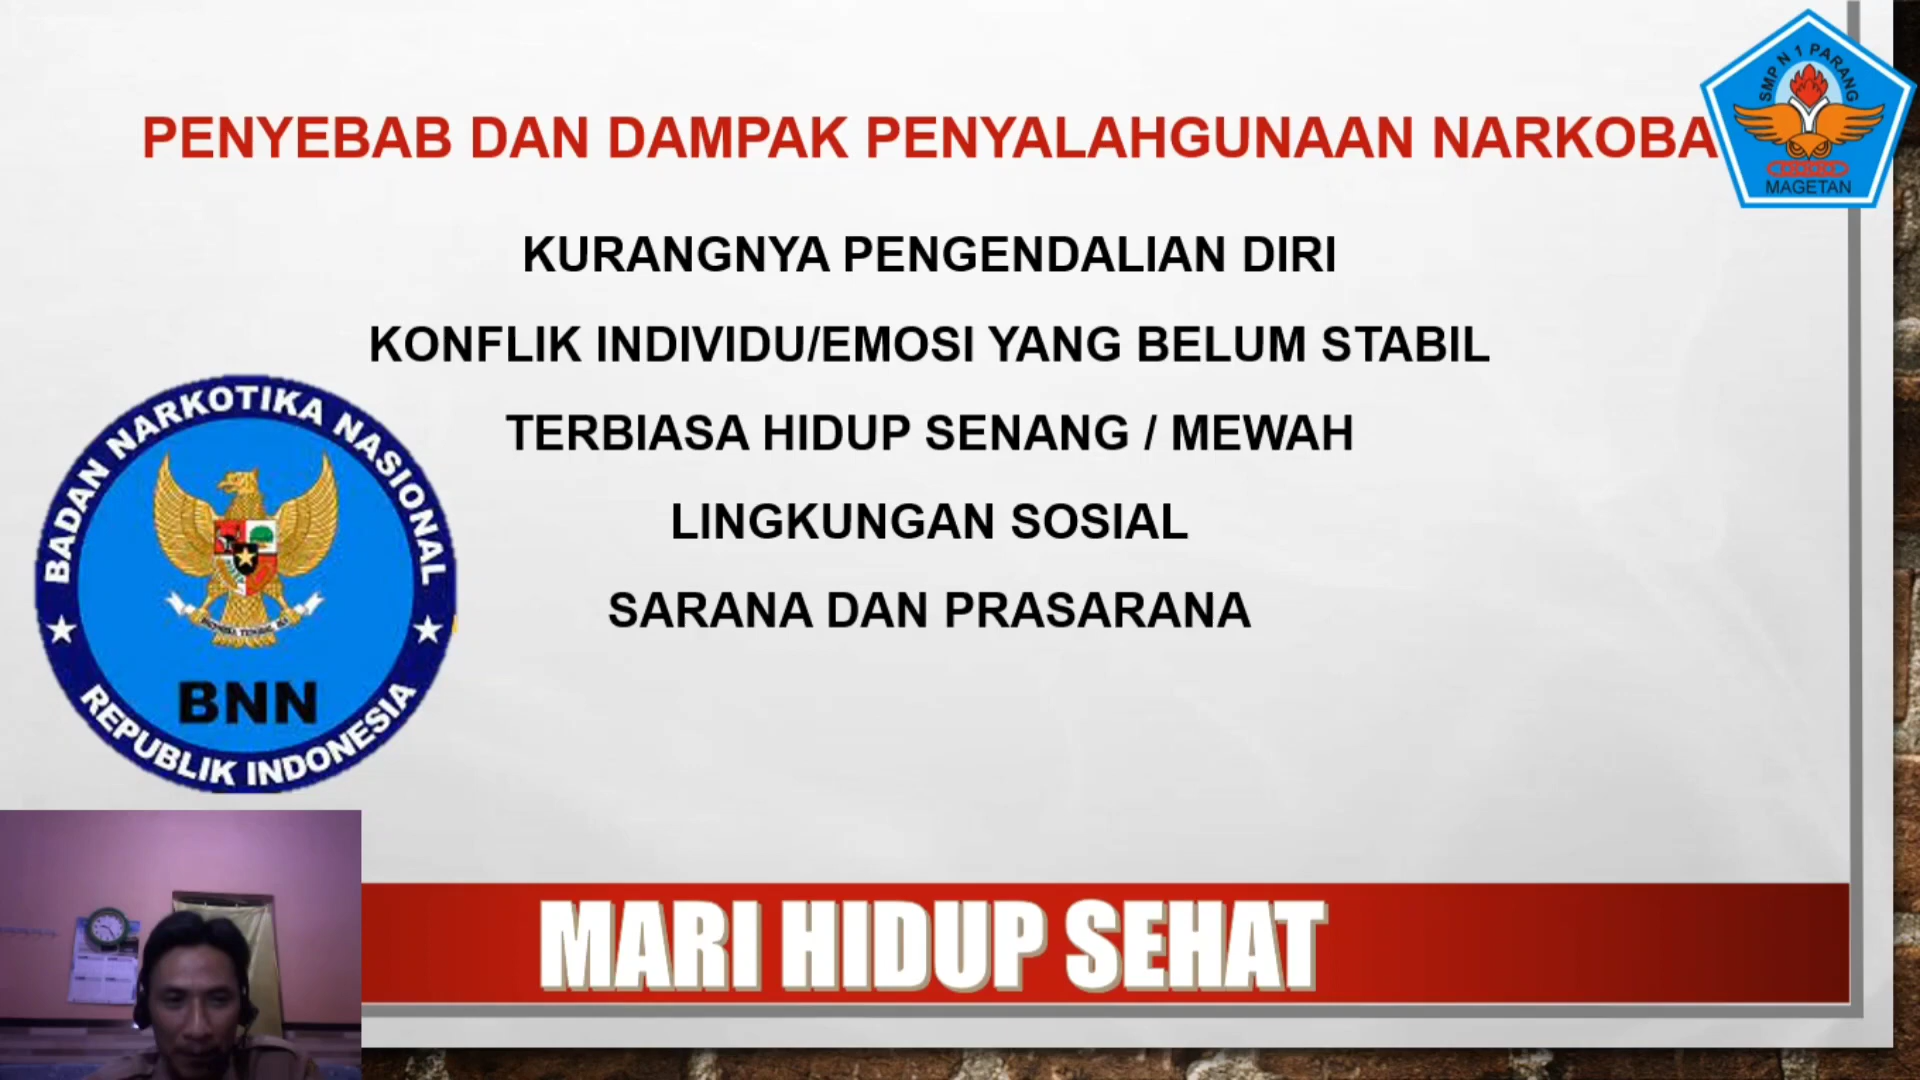 PENYEBAB DAN DAMPAK PENYALAHGUNAAN NARKOBA
SMP N 1 PARANG
MAGETAN
KURANGNYA PENGENDALIAN DIRI
KONFLIK INDIVIDU/EMOSI YANG BELUM STABIL
TERBIASA HIDUP SENANG / MEWAH
LINGKUNGAN SOSIAL
SARANA DAN PRASARANA
BADAN NARKOTIKA NASIONAL
BNN
REPUBLIK INDONESIA
MARI HIDUP SEHAT